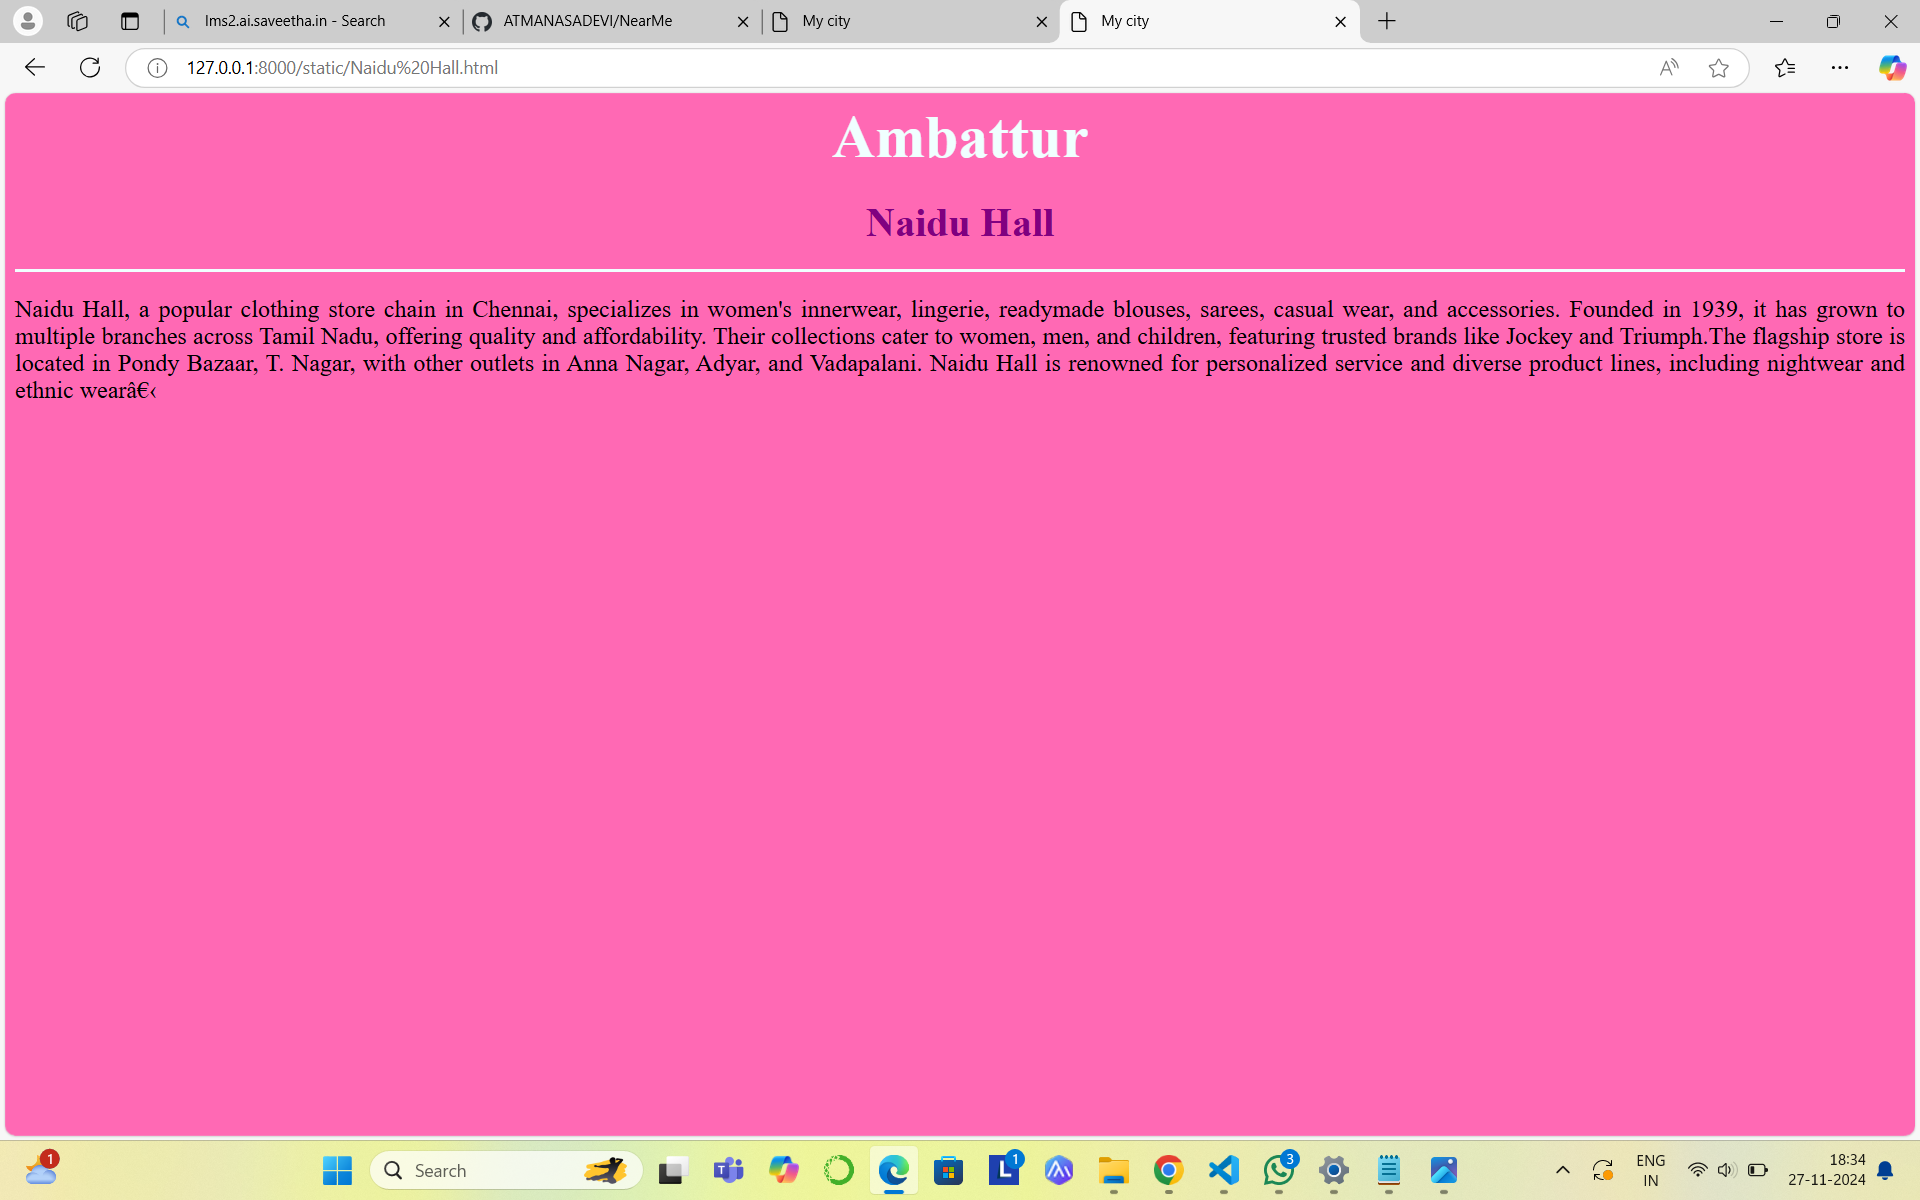 lms2.ai.saveetha.in - Search
ATMANASADEVI/NearMe
My city
My city
127.0.0.1:8000/static/Naidu%20Hall.html
Ambattur
Naidu Hall
Naidu Hall, a popular clothing store chain in Chennai, specializes in women's innerwear, lingerie, readymade blouses, sarees, casual wear, and accessories. Founded in 1939, it has grown to
multiple branches across Tamil Nadu, offering quality and affordability. Their collections cater to women, men, and children, featuring trusted brands like Jockey and Triumph.The flagship store is
located in Pondy Bazaar, T. Nagar, with other outlets in Anna Nagar, Adyar, and Vadapalani. Naidu Hall is renowned for personalized service and diverse product lines, including nightwear and
ethnic wearâ€‹
1
Search
1
3
ENG
IN
18:34
27-11-2024